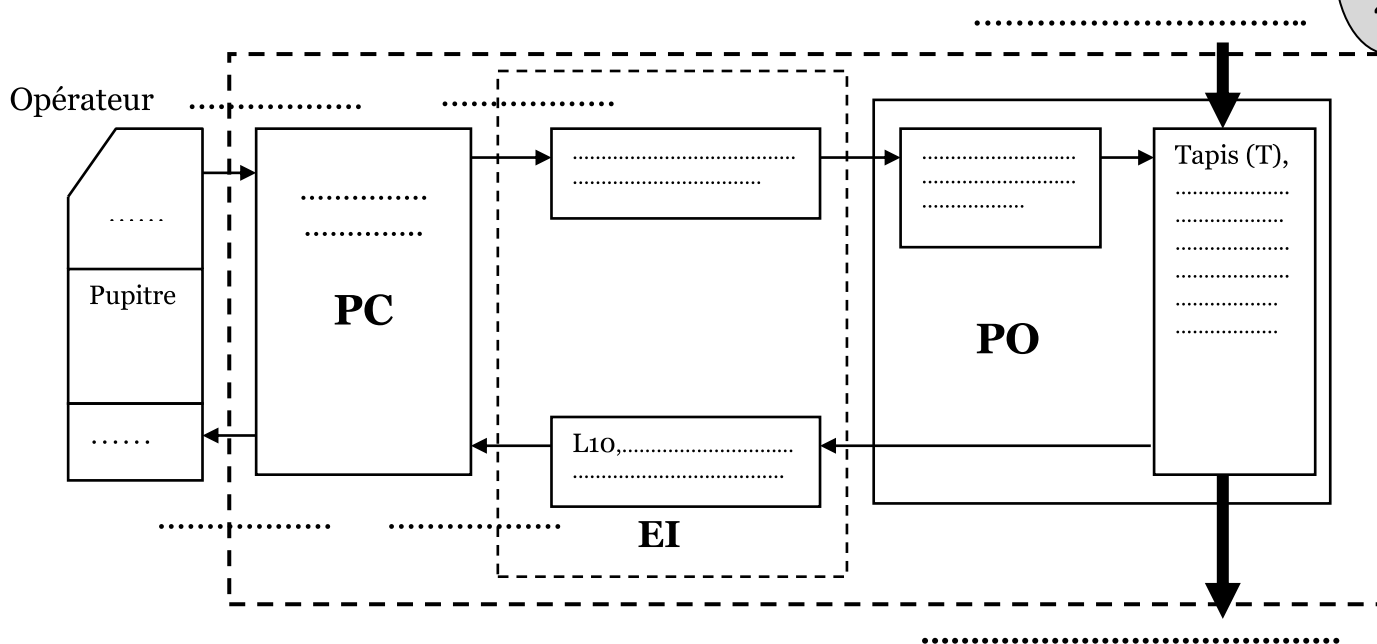 Opérateur
Tapis (T),
Pupitre
PC
PO
L10,
EI